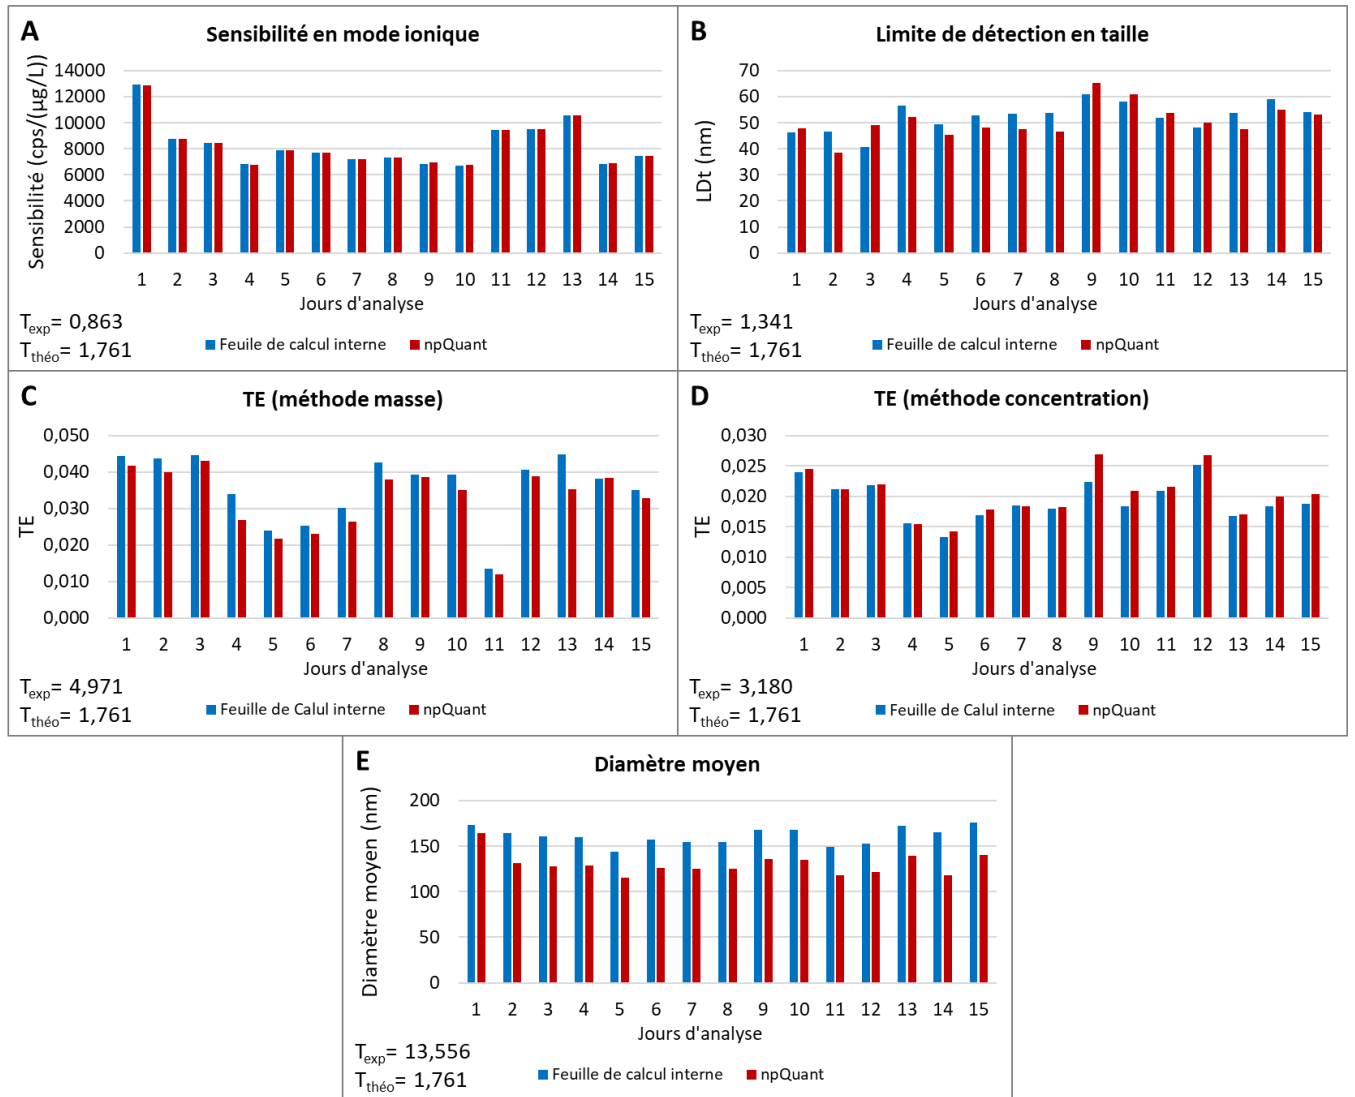 A
Sensibilité en mode ionique
Sensibilité (cps/(µg/L))
14000
12000
10000
8000
6000
4000
2000
0
1 2 3 4 5 6 7 8 9 10 11 12 13 14 15
Jours d'analyse
Texp= 0,863
Tthéo= 1,761
Feuille de calcul interne npQuant
B
Limite de détection en taille
LDt (nm)
70
60
50
40
30
20
10
0
1 2 3 4 5 6 7 8 9 10 11 12 13 14 15
Jours d'analyse
Texp= 1,341
Tthéo= 1,761
Feuille de calcul interne npQuant
C
TE (méthode masse)
TE
0,050
0,040
0,030
0,020
0,010
0,000
1 2 3 4 5 6 7 8 9 10 11 12 13 14 15
Jours d'analyse
Texp= 4,971
Tthéo= 1,761
Feuille de Calul interne npQuant
D
TE (méthode concentration)
TE
0,030
0,025
0,020
0,015
0,010
0,005
0,000
1 2 3 4 5 6 7 8 9 10 11 12 13 14 15
Jours d'analyse
Texp= 3,180
Tthéo= 1,761
Feuille de Calul interne npQuant
E
Diamètre moyen
Diamètre moyen (nm)
200
150
100
50
0
1 2 3 4 5 6 7 8 9 10 11 12 13 14 15
Jours d'analyse
Texp= 13,556
Tthéo= 1,761
Feuille de calcul interne npQuant